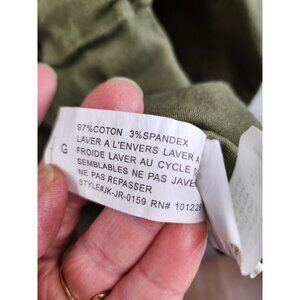 97%COTON 3%SPANDEX
LAVER A L'ENVERS LAVER A
FROIDE LAVER AU CYCLE
SEMBLABLES NE PAS JAVE
NE PAS REPASSER
STYLE#JK-JR-0159 RN# 101229
G